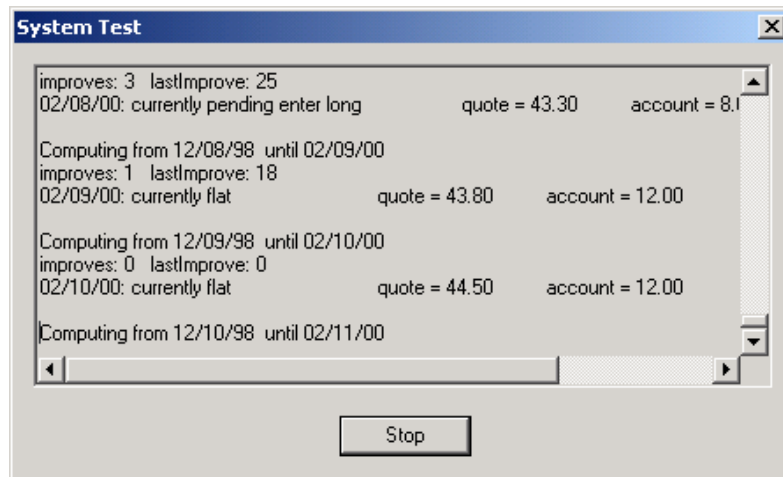 System Test
improves: 3 lastImprove: 25
02/08/00: currently pending enter long quote = 43.30 account = 8.
Computing from 12/08/98 until 02/09/00
improves: 1 lastImprove: 18
02/09/00: currently flat quote = 43.80 account = 12.00
Computing from 12/09/98 until 02/10/00
improves: 0 lastImprove: 0
02/10/00: currently flat quote = 44.50 account = 12.00
Computing from 12/10/98 until 02/11/00
Stop